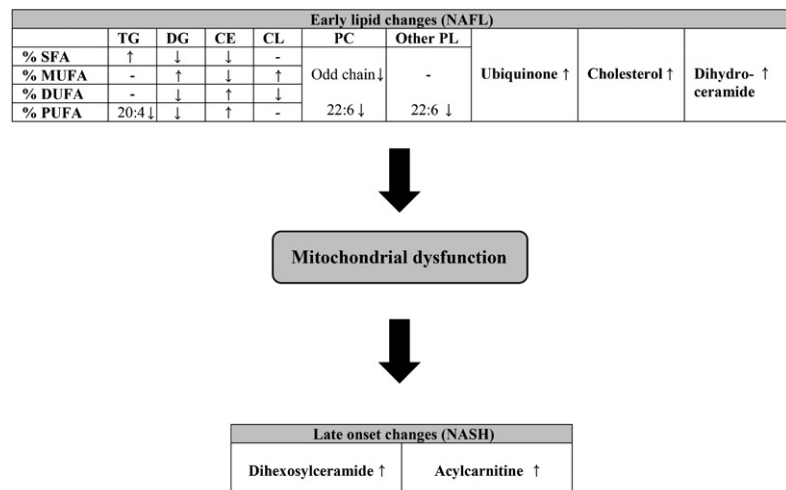 Early lipid changes (NAFL)
TG DG CE CL PC Other PL
% SFA ↑ ↓ ↓ -
% MUFA - ↑ ↓ ↑ Odd chain↓ - Ubiquinone ↑ Cholesterol ↑ Dihydro- ↑
ceramide
% DUFA - ↓ ↑ ↓
% PUFA 20:4↓ ↓ ↑ - 22:6 ↓ 22:6 ↓
Mitochondrial dysfunction
Late onset changes (NASH)
Dihexosylceramide ↑ Acylcarnitine ↑